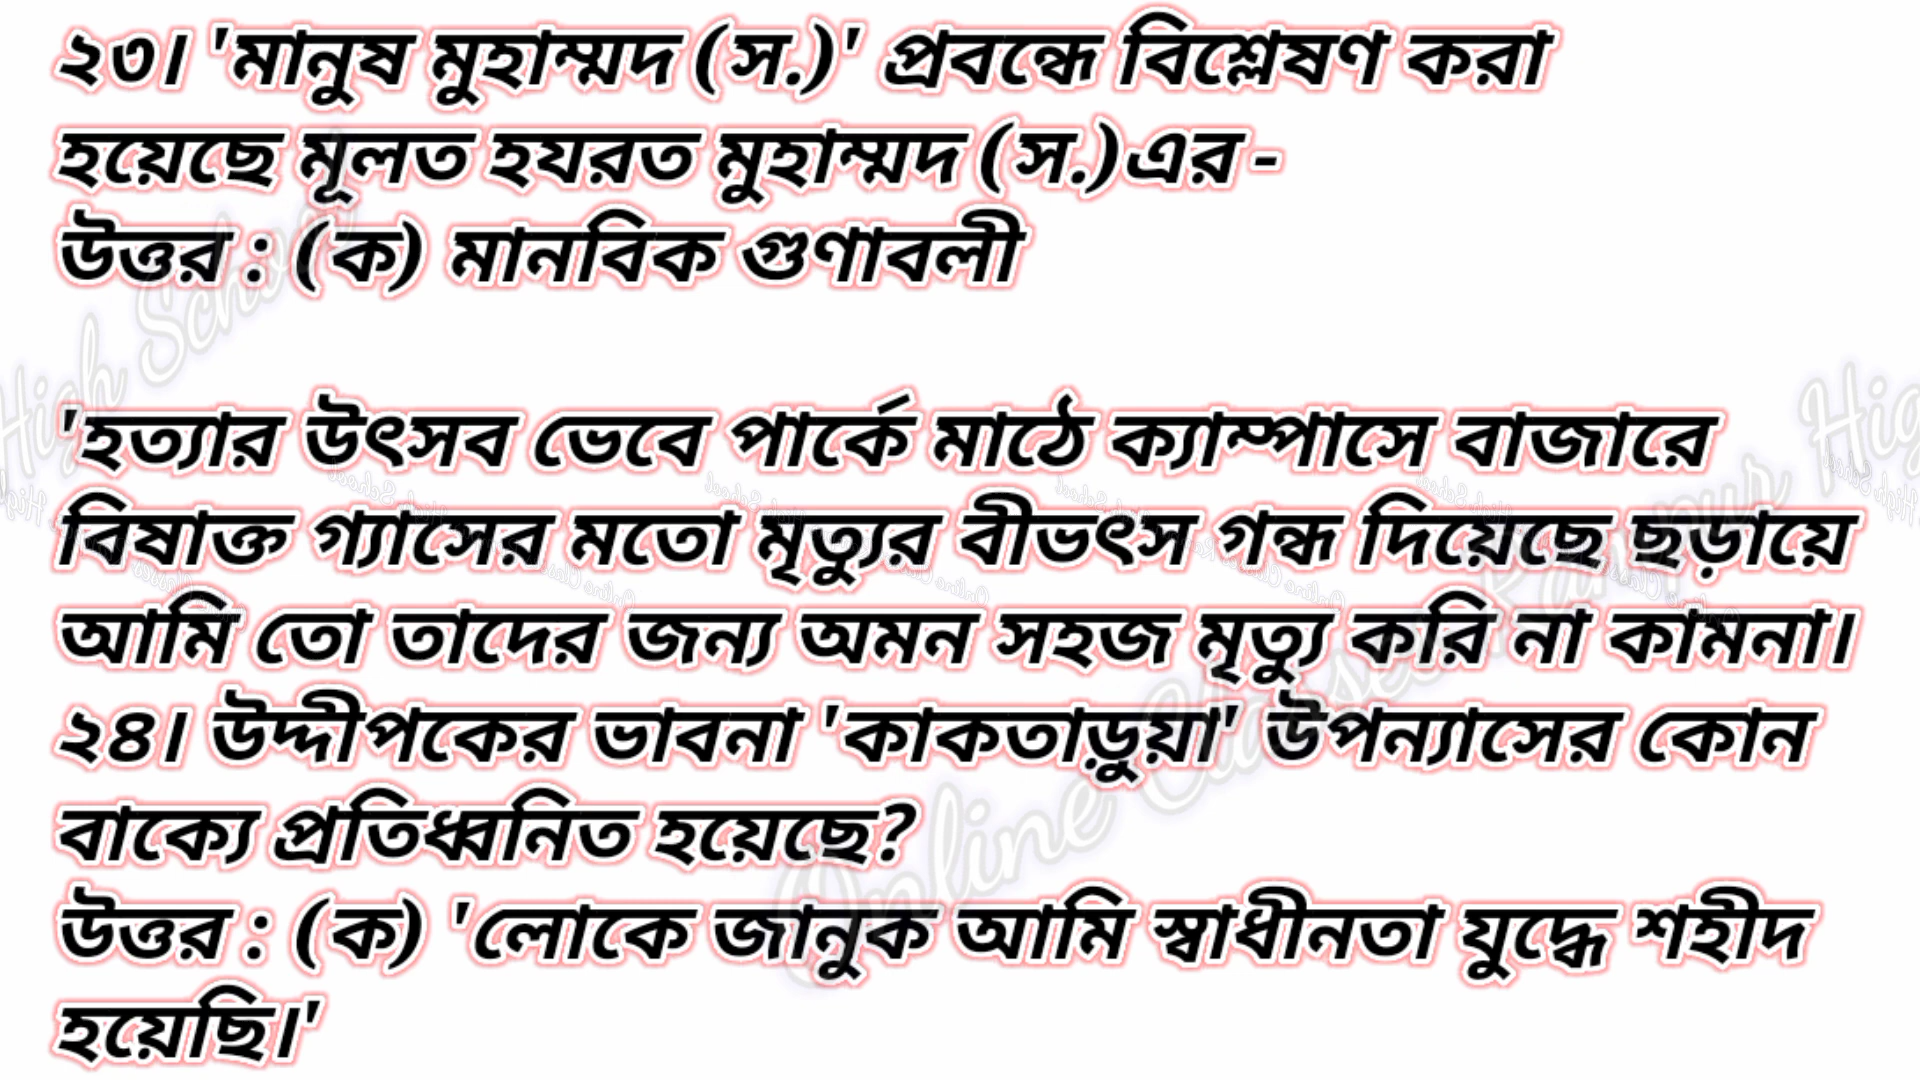 ২৩। 'মানুষ মুহাম্মদ (স.)' প্রবন্ধে বিশ্লেষণ করা
হয়েছে মূলত হযরত মুহাম্মদ (স.)এর -
উত্তর : (ক) মানবিক গুণাবলী
'হত্যার উৎসব ভেবে পার্কে মাঠে ক্যাম্পাসে বাজারে
বিষাক্ত গ্যাসের মতো মৃত্যুর বীভৎস গন্ধ দিয়েছে ছড়ায়ে
আমি তো তাদের জন্য অমন সহজ মৃত্যু করি না কামনা।
২৪। উদ্দীপকের ভাবনা 'কাকতাড়ুয়া' উপন্যাসের কোন
বাক্যে প্রতিধ্বনিত হয়েছে?
উত্তর : (ক) 'লোকে জানুক আমি স্বাধীনতা যুদ্ধে শহীদ
হয়েছি।'